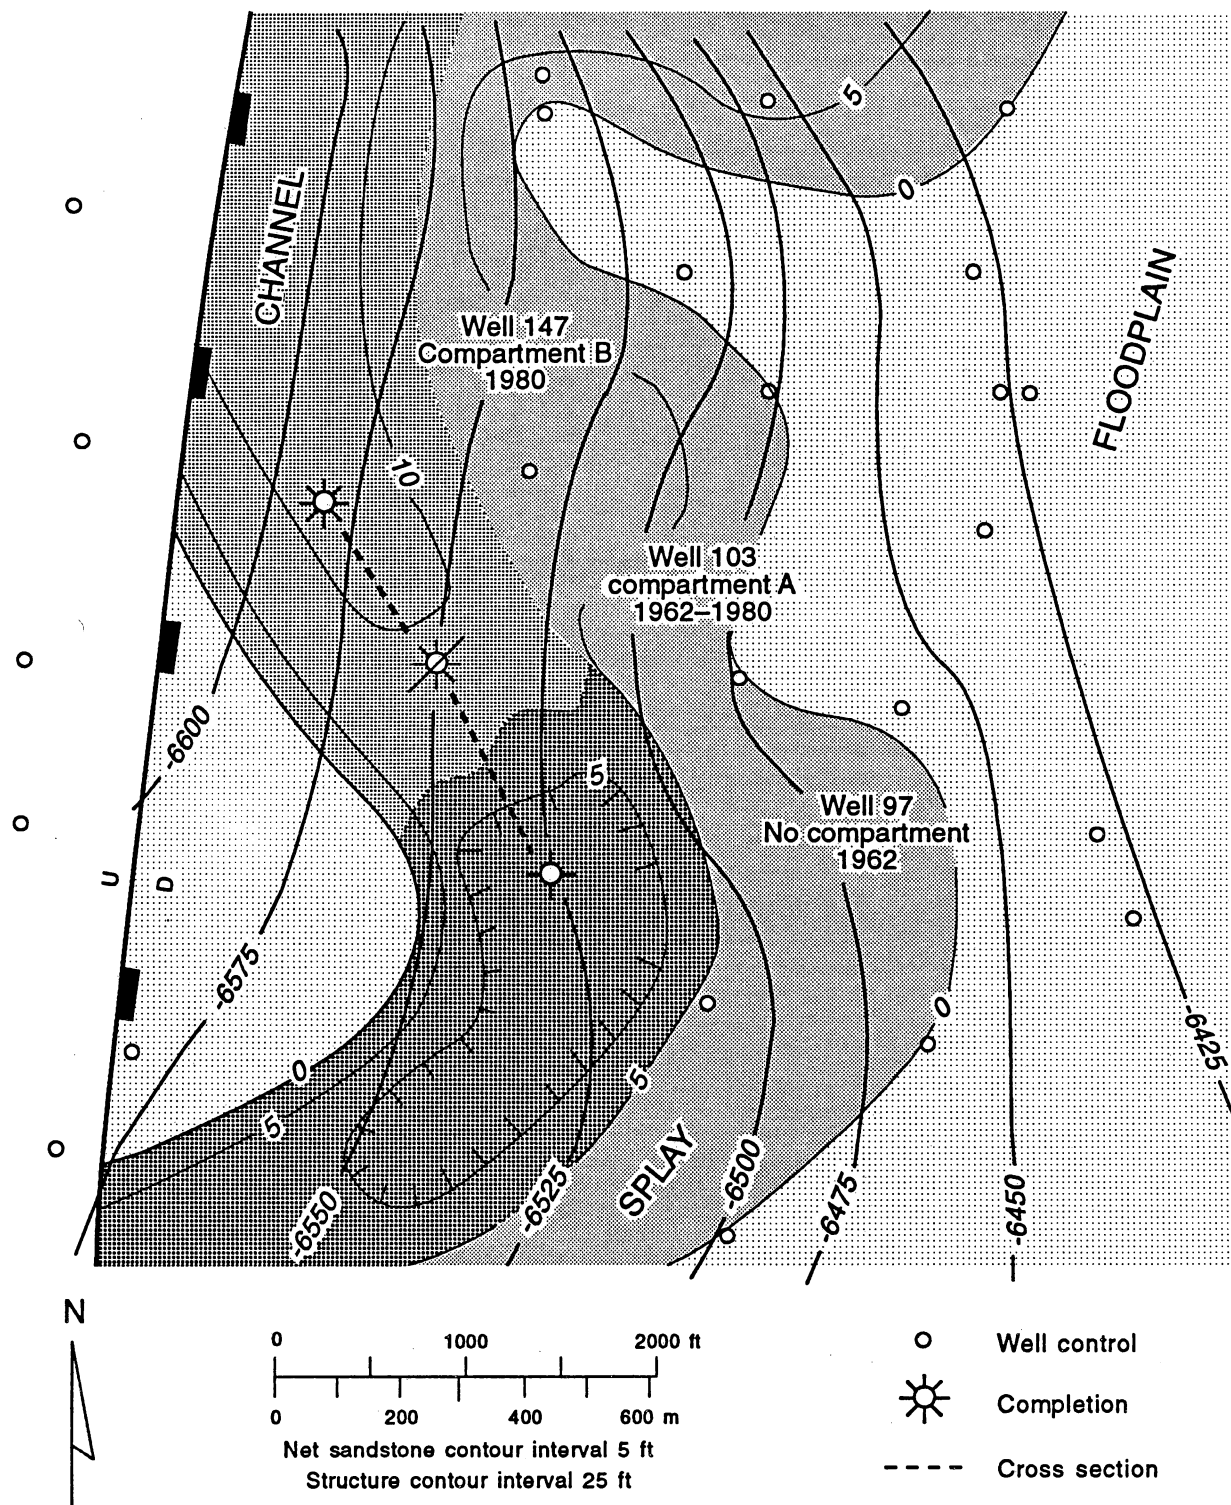 5
0
CHANNEL
FLOODPLAIN
Well 147
Compartment B
1980
10
Well 103
compartment A
1962–1980
-6600
5
Well 97
No compartment
1962
U
D
-6575
0
-6425
0
5
5
SPLAY
-6550
-6525
-6500
-6475
-6450
N
0 1000 2000 ft
0 200 400 600 m
Net sandstone contour interval 5 ft
Structure contour interval 25 ft
Well control
Completion
Cross section